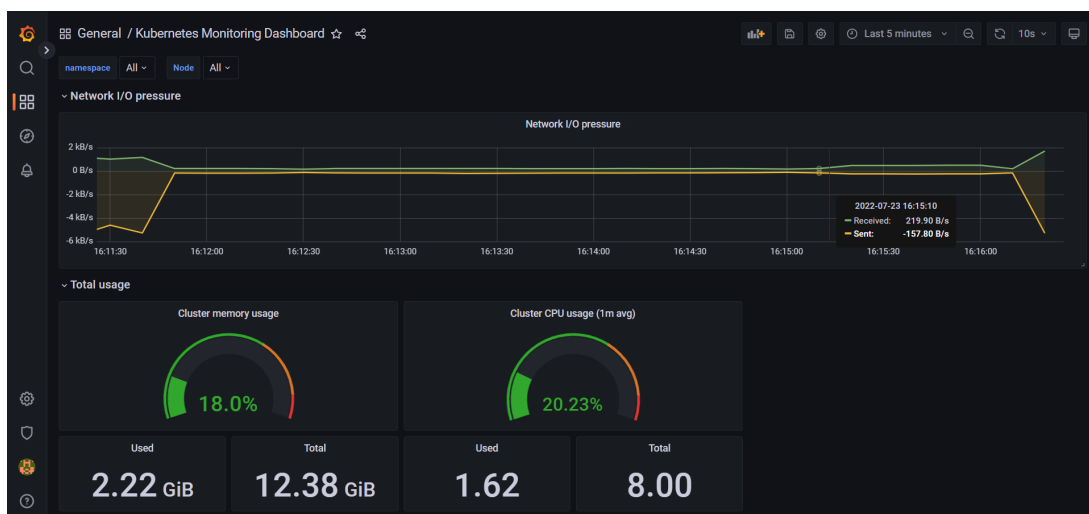 General / Kubernetes Monitoring Dashboard
Last 5 minutes
10s
namespace All Node All
Network I/O pressure
Network I/O pressure
2 kB/s
0 B/s
-2 kB/s
-4 kB/s
-6 kB/s
2022-07-23 16:15:10
Received: 219.90 B/s
Sent: -157.80 B/s
16:11:30 16:12:00 16:12:30 16:13:00 16:13:30 16:14:00 16:14:30 16:15:00 16:15:30 16:16:00
Total usage
Cluster memory usage
18.0%
Cluster CPU usage (1m avg)
20.23%
Used
2.22 GiB
Total
12.38 GiB
Used
1.62
Total
8.00